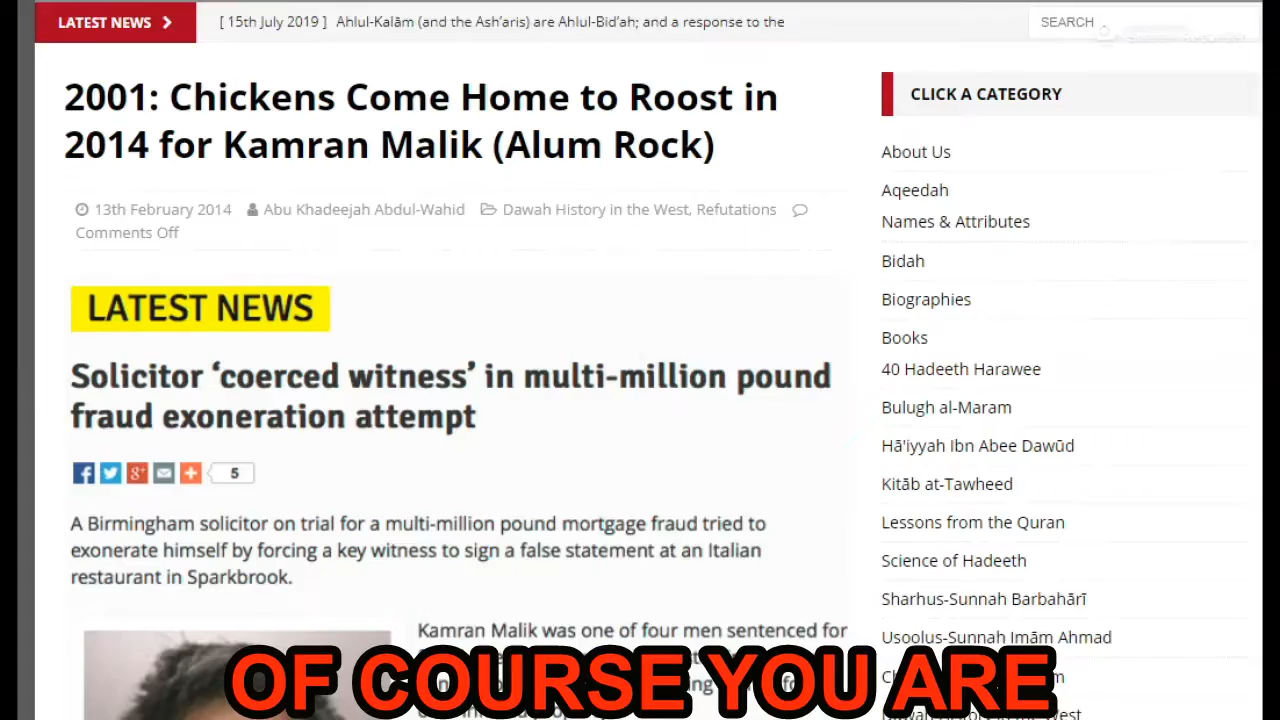 LATEST NEWS
[ 15th July 2019 ] Ahlul-Kalām (and the Ash'aris) are Ahlul-Bid'ah; and a response to the
SEARCH
2001: Chickens Come Home to Roost in
2014 for Kamran Malik (Alum Rock)
13th February 2014 Abu Khadeejah Abdul-Wahid Dawah History in the West, Refutations
Comments Off
LATEST NEWS
Solicitor ‘coerced witness’ in multi-million pound
fraud exoneration attempt
5
A Birmingham solicitor on trial for a multi-million pound mortgage fraud tried to
exonerate himself by forcing a key witness to sign a false statement at an Italian
restaurant in Sparkbrook.
Kamran Malik was one of four men sentenced for
CLICK A CATEGORY
About Us
Aqeedah
Names & Attributes
Bidah
Biographies
Books
40 Hadeeth Harawee
Bulugh al-Maram
Hā'iyyah Ibn Abee Dawūd
Kitāb at-Tawheed
Lessons from the Quran
Science of Hadeeth
Sharhus-Sunnah Barbahārī
Usoolus-Sunnah Imām Ahmad
OF COURSE YOU ARE